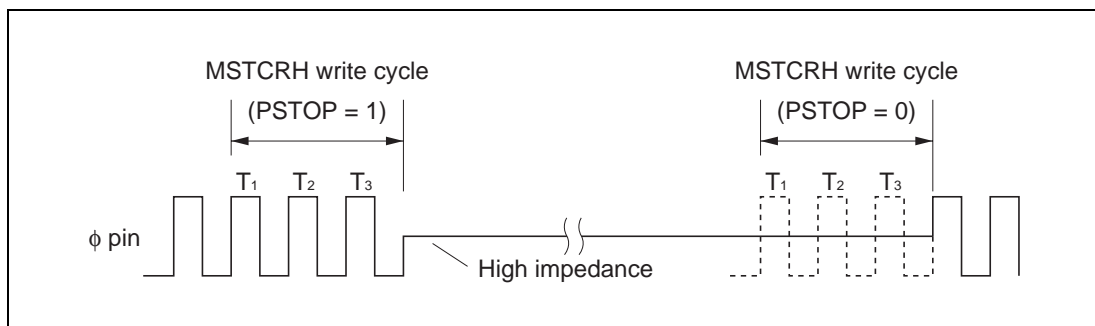 MSTCRH write cycle
(PSTOP = 1)
MSTCRH write cycle
(PSTOP = 0)
T1 T2 T3
T1 T2 T3
φ pin
High impedance